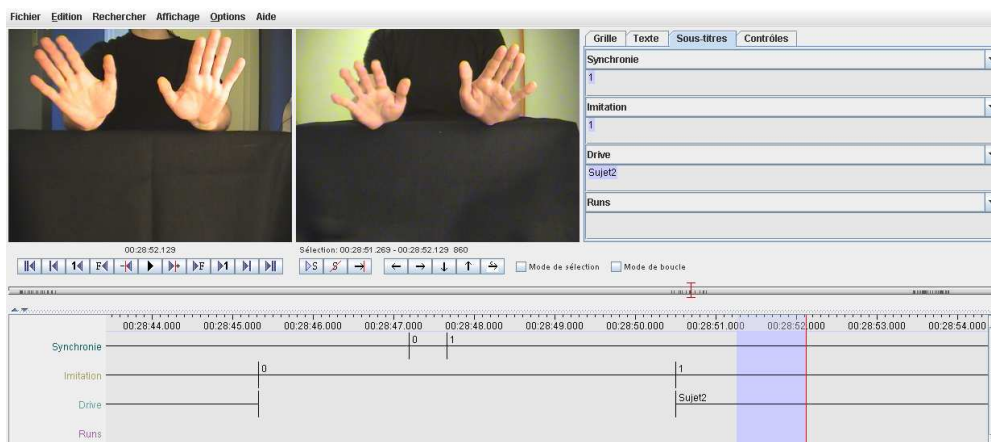 Fichier Edition Rechercher Affichage Options Aide
Grille Texte Sous-titres Contrôles
Synchronie
1
Imitation
1
Drive
Sujet2
Runs
00:28:52.129
Sélection: 00:28:51.269 - 00:28:52.129 860
1 F F 1 S S
Mode de sélection Mode de boucle
00:28:44.000 00:28:45.000 00:28:46.000 00:28:47.000 00:28:48.000 00:28:49.000 00:28:50.000 00:28:51.000 00:28:52.000 00:28:53.000 00:28:54.000
Synchronie 0 1
Imitation 0 1
Drive Sujet2
Runs